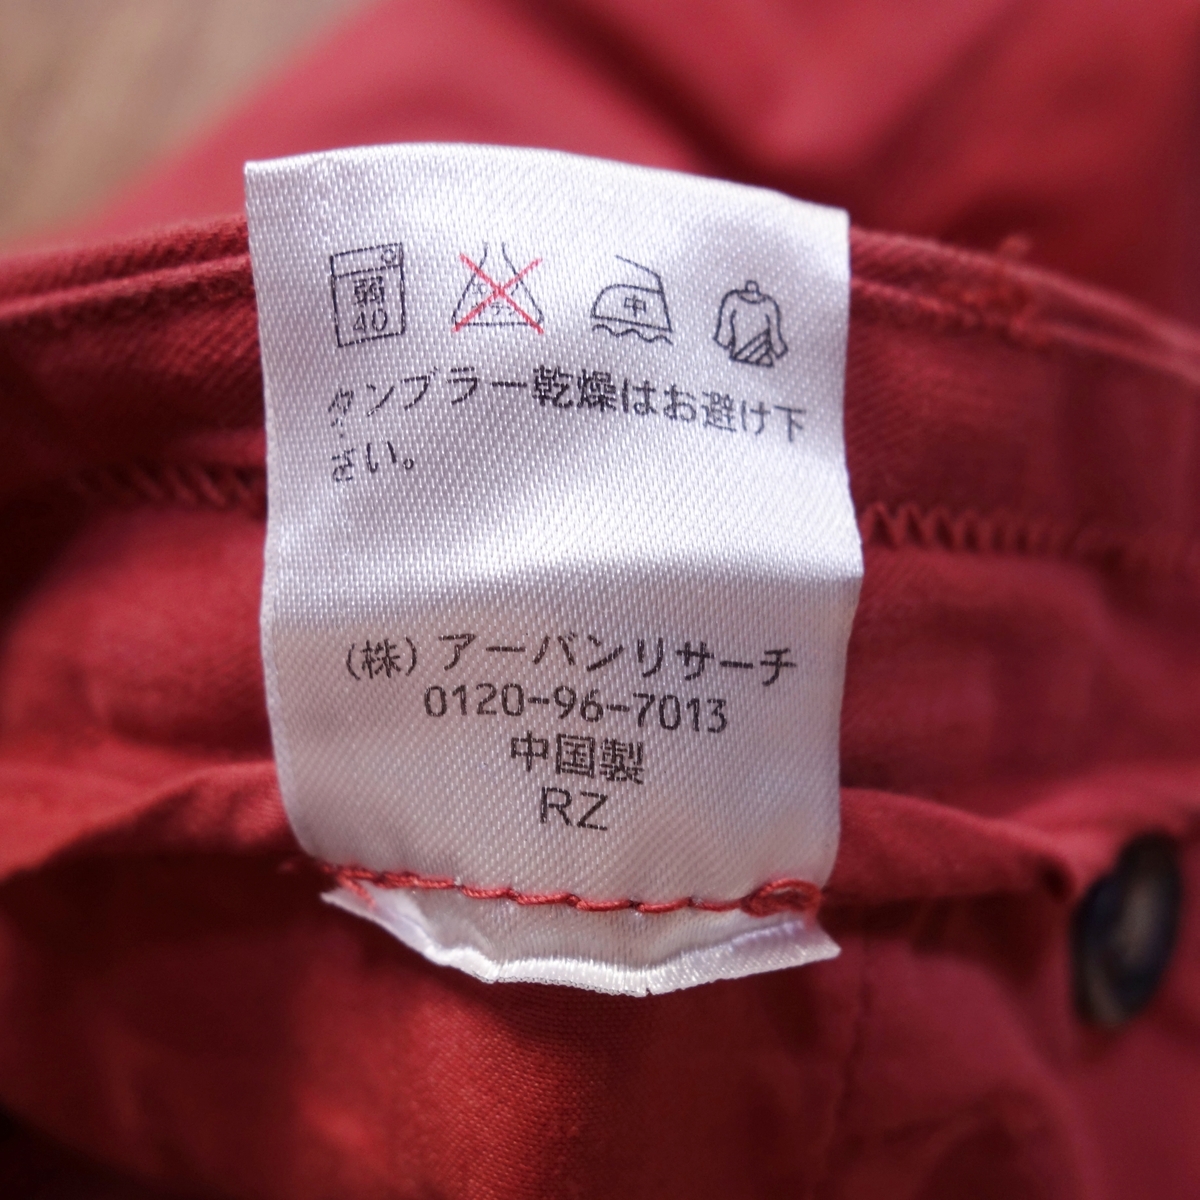 弱
40
中
タンブラー乾燥はお避け下
さい。
(株)アーバンリサーチ
0120-96-7013
中国製
RZ